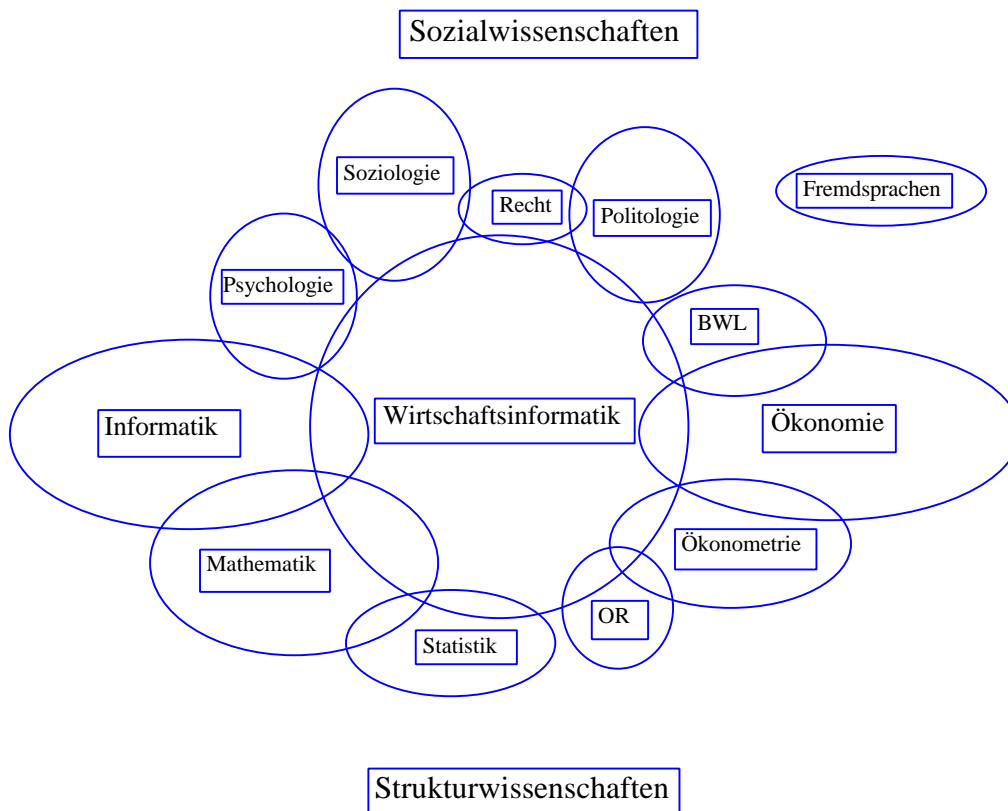 Sozialwissenschaften
Soziologie
Recht
Politologie
Fremdsprachen
Psychologie
BWL
Informatik
Wirtschaftsinformatik
Ökonomie
Mathematik
Ökonometrie
Statistik
OR
Strukturwissenschaften